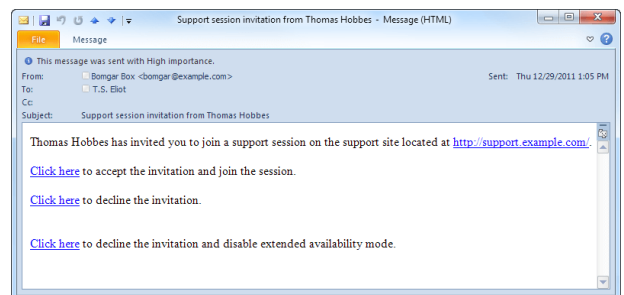 Support session invitation from Thomas Hobbes - Message (HTML)
File Message
This message was sent with High importance.
From: Bomgar Box <bomgar@example.com> Sent: Thu 12/29/2011 1:05 PM
To: T.S. Eliot
Cc:
Subject: Support session invitation from Thomas Hobbes
Thomas Hobbes has invited you to join a support session on the support site located at http://support.example.com/.
Click here to accept the invitation and join the session.
Click here to decline the invitation.
Click here to decline the invitation and disable extended availability mode.